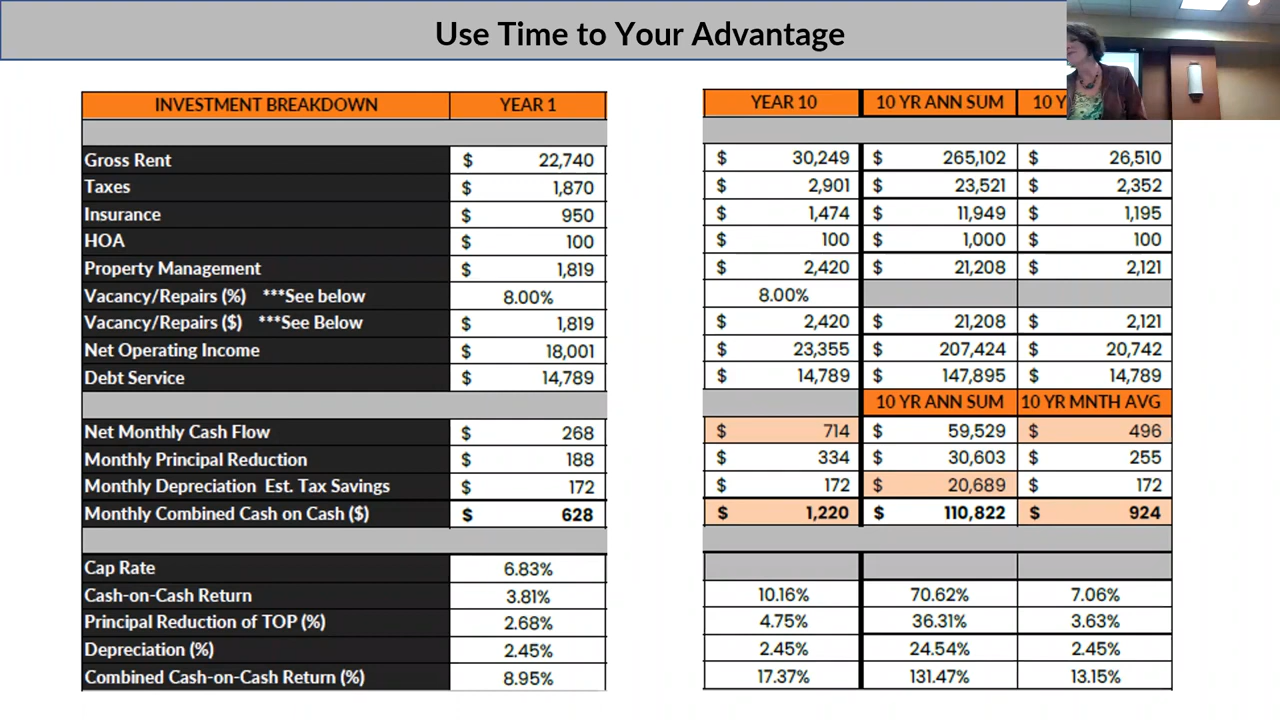 Use Time to Your Advantage
INVESTMENT BREAKDOWN YEAR 1
Gross Rent $ 22,740
Taxes $ 1,870
Insurance $ 950
HOA $ 100
Property Management $ 1,819
Vacancy/Repairs (%) ***See below 8.00%
Vacancy/Repairs ($) ***See Below $ 1,819
Net Operating Income $ 18,001
Debt Service $ 14,789
Net Monthly Cash Flow $ 268
Monthly Principal Reduction $ 188
Monthly Depreciation Est. Tax Savings $ 172
Monthly Combined Cash on Cash ($) $ 628
Cap Rate 6.83%
Cash-on-Cash Return 3.81%
Principal Reduction of TOP (%) 2.68%
Depreciation (%) 2.45%
Combined Cash-on-Cash Return (%) 8.95%
YEAR 10 10 YR ANN SUM 10
$ 30,249 $ 265,102 $ 26,510
$ 2,901 $ 23,521 $ 2,352
$ 1,474 $ 11,949 $ 1,195
$ 100 $ 1,000 $ 100
$ 2,420 $ 21,208 $ 2,121
8.00%
$ 2,420 $ 21,208 $ 2,121
$ 23,355 $ 207,424 $ 20,742
$ 14,789 $ 147,895 $ 14,789
10 YR ANN SUM 10 YR MNTH AVG
$ 714 $ 59,529 $ 496
$ 334 $ 30,603 $ 255
$ 172 $ 20,689 $ 172
$ 1,220 $ 110,822 $ 924
10.16% 70.62% 7.06%
4.75% 36.31% 3.63%
2.45% 24.54% 2.45%
17.37% 131.47% 13.15%